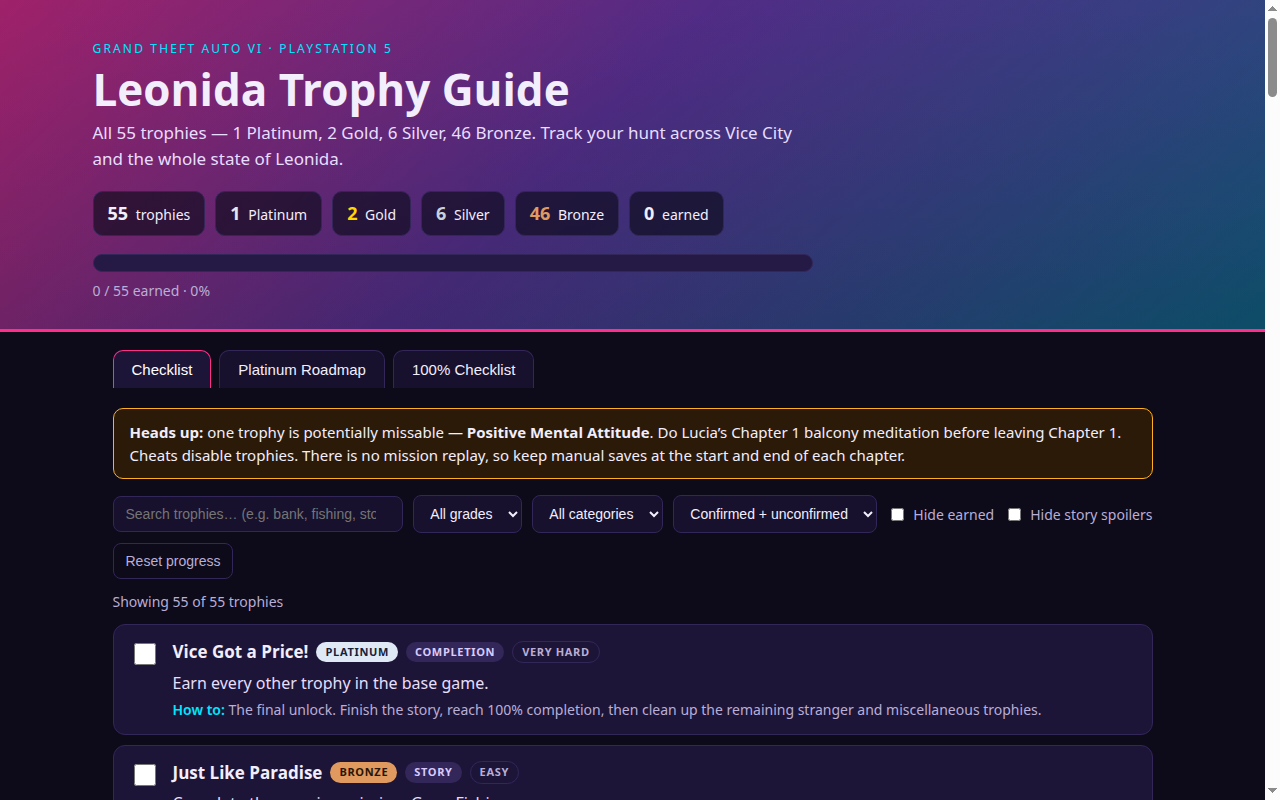 GRAND THEFT AUTO VI · PLAYSTATION 5
Leonida Trophy Guide
All 55 trophies — 1 Platinum, 2 Gold, 6 Silver, 46 Bronze. Track your hunt across Vice City
and the whole state of Leonida.
55 trophies 1 Platinum 2 Gold 6 Silver 46 Bronze 0 earned
0 / 55 earned · 0%
Checklist Platinum Roadmap 100% Checklist
Heads up: one trophy is potentially missable — Positive Mental Attitude. Do Lucia’s Chapter 1 balcony meditation before leaving Chapter 1.
Cheats disable trophies. There is no mission replay, so keep manual saves at the start and end of each chapter.
Search trophies… (e.g. bank, fishing, sto All grades All categories Confirmed + unconfirmed Hide earned Hide story spoilers
Reset progress
Showing 55 of 55 trophies
Vice Got a Price! PLATINUM COMPLETION VERY HARD
Earn every other trophy in the base game.
How to: The final unlock. Finish the story, reach 100% completion, then clean up the remaining stranger and miscellaneous trophies.
Just Like Paradise BRONZE STORY EASY